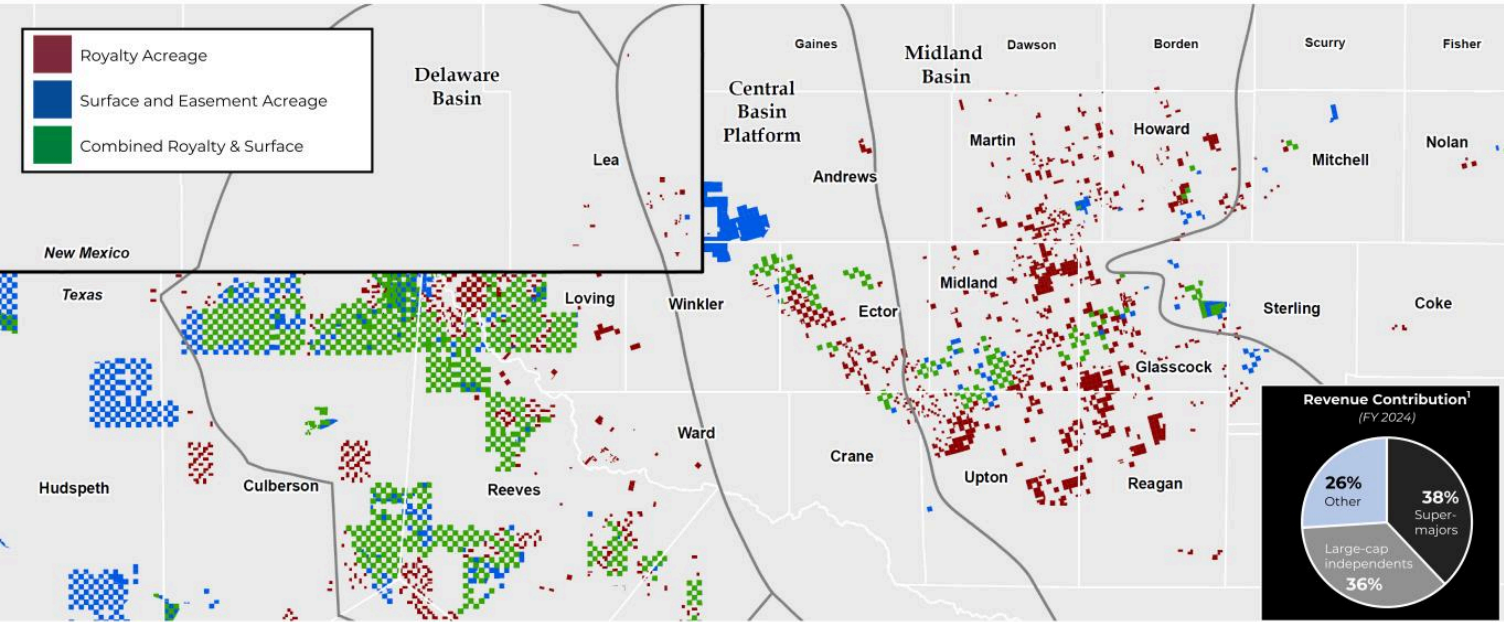 Royalty Acreage
Surface and Easement Acreage
Combined Royalty & Surface
Delaware
Basin
Lea
New Mexico
Texas
Gaines
Midland
Basin
Dawson
Borden
Scurry
Fisher
Central
Basin
Platform
Andrews
Martin
Howard
Mitchell
Nolan
Loving
Winkler
Ector
Midland
Sterling
Coke
Glasscock
Ward
Crane
Hudspeth
Culberson
Reeves
Upton
Reagan
Revenue Contribution¹
(FY 2024)
26%
Other
38%
Super-
majors
Large-cap
independents
36%